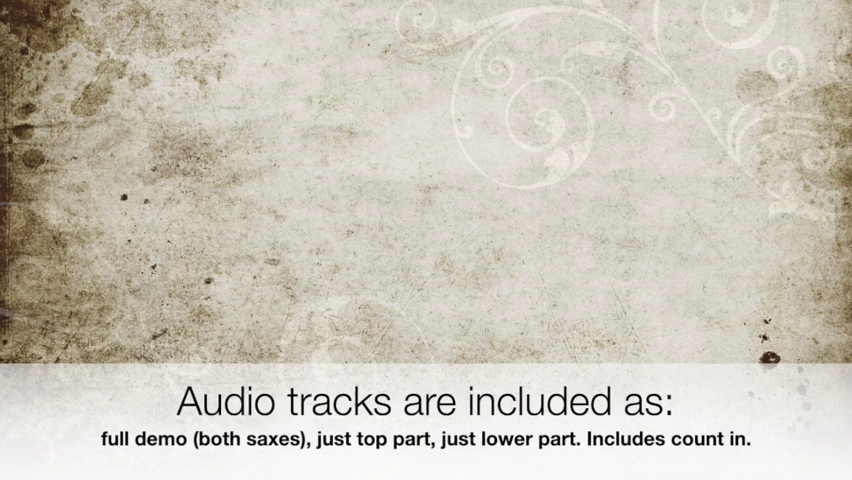 Audio tracks are included as:
full demo (both saxes), just top part, just lower part. Includes count in.